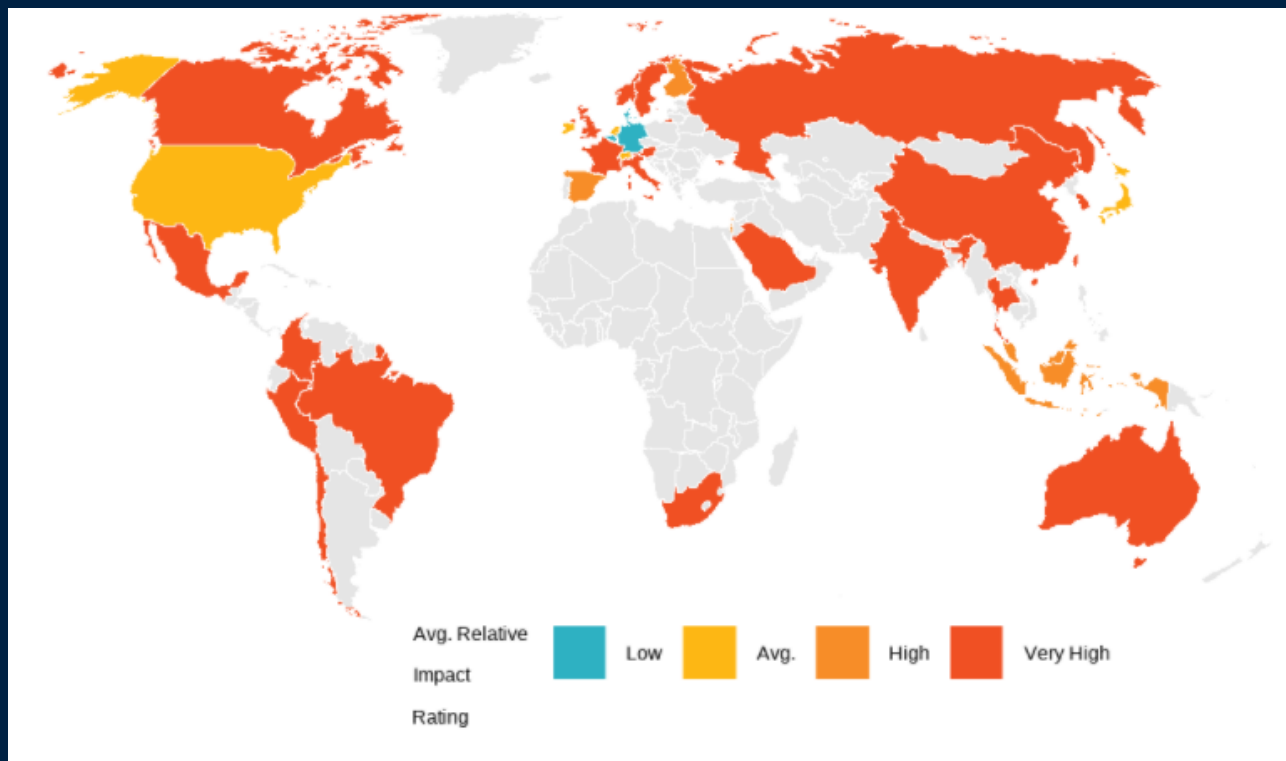 Avg. Relative
Impact
Rating
Low
Avg.
High
Very High